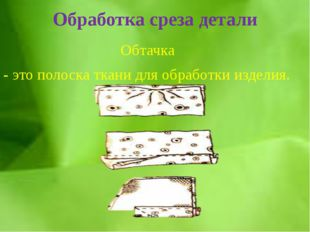 Обработка среза детали
Обтачка
- это полоска ткани для обработки изделия.